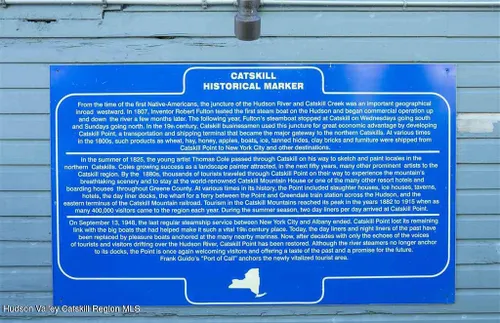 CATSKILL
HISTORICAL MARKER
From the time of the first Native-Americans, the juncture of the Hudson River and Catskill Creek was an important geographical
inroad westward. In 1807, Inventor Robert Fulton tested the first steam boat on the Hudson and began commercial operation up
and down the river a few months later. The following year, Fulton's steamboat stopped at Catskill on Wednesdays going south
and Sundays going north. In the 19th century, Catskill businessmen used this juncture for great economic advantage by developing
Catskill Point, a transportation and shipping terminal that became the major gateway to the northern Catskills. At various times
in the 1800s, such products as wheat, hay, honey, apples, boats, ice, tanned hides, clay bricks and furniture were shipped from
Catskill Point to New York City and other destinations.
In the summer of 1825, the young artist Thomas Cole passed through Catskill on his way to sketch and paint locales in the
northern Catskills. Coles growing success as a landscape painter attracted, in the next fifty years, many other prominent artists to the
Catskill region. By the 1880s, thousands of tourists traveled through Catskill Point on their way to experience the mountain's
breathtaking scenery and to stay at the world-renowned Catskill Mountain House or one of the many other resort hotels and
boarding houses throughout Greene County. At various times in its history, the Point included slaughter houses, ice houses, taverns,
hotels, the day liner docks, the wharf for a ferry between the Point and Greendale train station across the Hudson, and the
eastern terminus of the Catskill Mountain railroad. Tourism in the Catskill Mountains reached its peak in the years 1882 to 1915 when as
many 400,000 visitors came to the region each year. During the summer season, two day liners per day arrived at Catskill Point.
On September 13, 1948, the last regular steamship service between New York City and Albany ended. Catskill Point lost its remaining
link with the big boats that had helped make it such a vital 19th century place. Today, the day liners and night liners of the past have
been replaced by pleasure boats anchored at the many nearby marinas. Now, after decades with only the echoes of the voices
of tourists and visitors drifting over the Hudson River, Catskill Point has been restored. Although the river steamers no longer anchor
to its docks, the Point is once again welcoming visitors and offering a taste of the past and a promise for the future.
Frank Guido's "Port of Call" anchors the newly vitalized tourist area.
Hudson Valley Catskill Region MLS